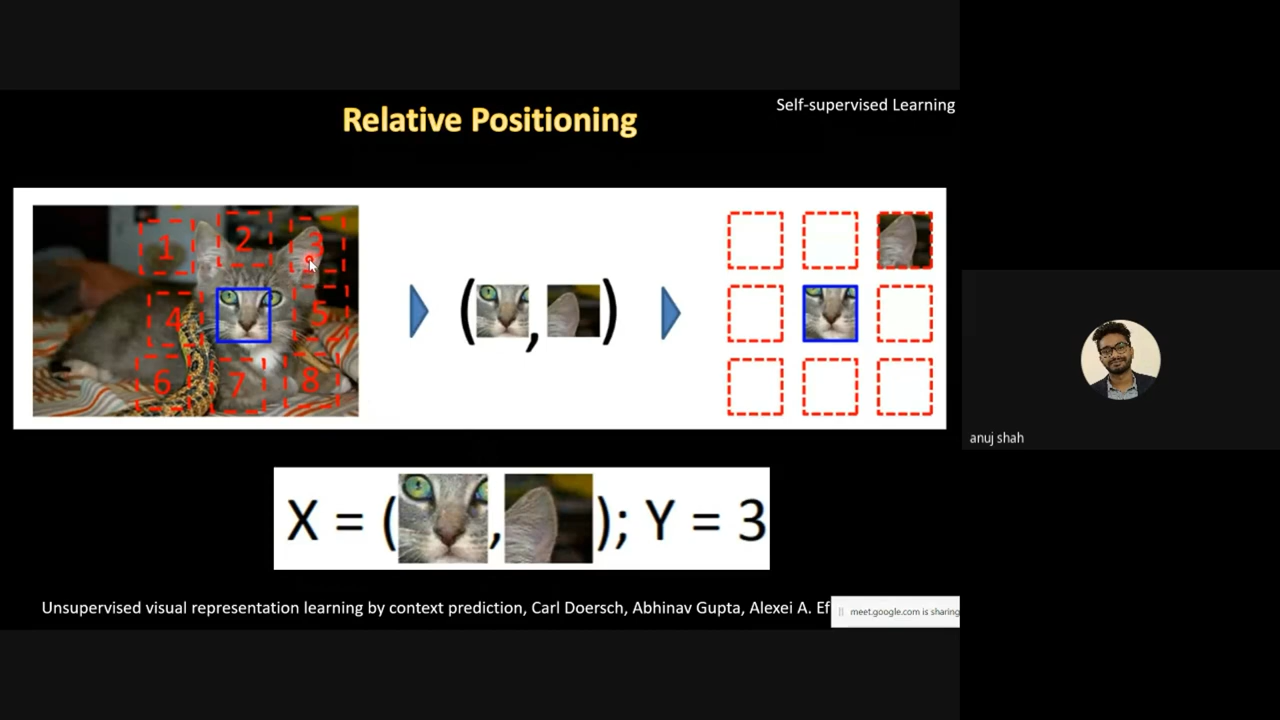 Self-supervised Learning
Relative Positioning
1 2 3
4 5
6 7 8
( , )
X = ( , ); Y = 3
Unsupervised visual representation learning by context prediction, Carl Doersch, Abhinav Gupta, Alexei A. Ef
meet.google.com is sharing
anuj shah